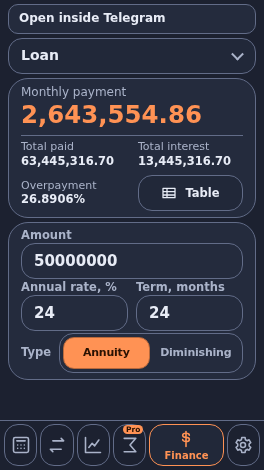 Open inside Telegram
Loan
Monthly payment
2,643,554.86
Total paid
63,445,316.70
Total interest
13,445,316.70
Overpayment
26.8906%
Table
Amount
50000000
Annual rate, %
24
Term, months
24
Type
Annuity
Diminishing
Pro
Finance